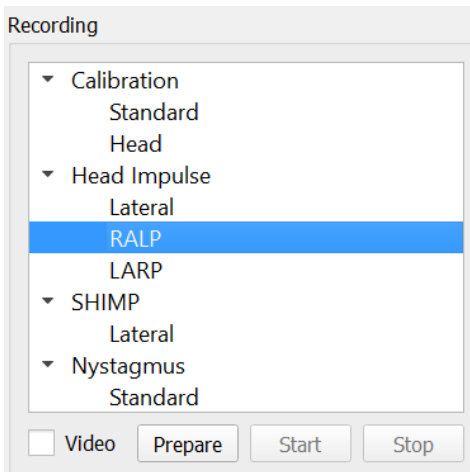 Recording
Calibration
Standard
Head
Head Impulse
Lateral
RALP
LARP
SHIMP
Lateral
Nystagmus
Standard
Video Prepare Start Stop